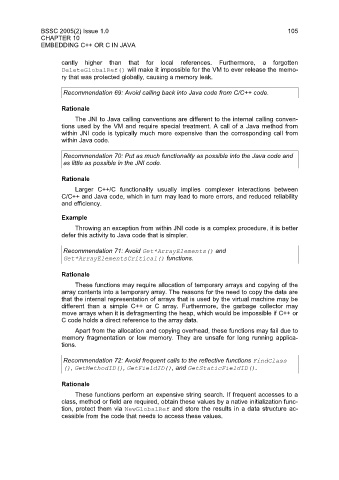 BSSC 2005(2) Issue 1.0 105
CHAPTER 10
EMBEDDING C++ OR C IN JAVA
cantly higher than that for local references. Furthermore, a forgotten
DeleteGlobalRef() will make it impossible for the VM to ever release the memo-
ry that was protected globally, causing a memory leak.
Recommendation 69: Avoid calling back into Java code from C/C++ code.
Rationale
The JNI to Java calling conventions are different to the internal calling conven-
tions used by the VM and require special treatment. A call of a Java method from
within JNI code is typically much more expensive than the corresponding call from
within Java code.
Recommendation 70: Put as much functionality as possible into the Java code and
as little as possible in the JNI code.
Rationale
Larger C++/C functionality usually implies complexer interactions between
C/C++ and Java code, which in turn may lead to more errors, and reduced reliability
and efficiency.
Example
Throwing an exception from within JNI code is a complex procedure, it is better
defer this activity to Java code that is simpler.
Recommendation 71: Avoid Get*ArrayElements() and
Get*ArrayElementsCritical() functions.
Rationale
These functions may require allocation of temporary arrays and copying of the
array contents into a temporary array. The reasons for the need to copy the data are
that the internal representation of arrays that is used by the virtual machine may be
different than a simple C++ or C array. Furthermore, the garbage collector may
move arrays when it is defragmenting the heap, which would be impossible if C++ or
C code holds a direct reference to the array data.
Apart from the allocation and copying overhead, these functions may fail due to
memory fragmentation or low memory. They are unsafe for long running applica-
tions.
Recommendation 72: Avoid frequent calls to the reflective functions FindClass
(), GetMethodID(), GetFieldID(), and GetStaticFieldID().
Rationale
These functions perform an expensive string search. If frequent accesses to a
class, method or field are required, obtain these values by a native initialization func-
tion, protect them via NewGlobalRef and store the results in a data structure ac-
cessible from the code that needs to access these values.